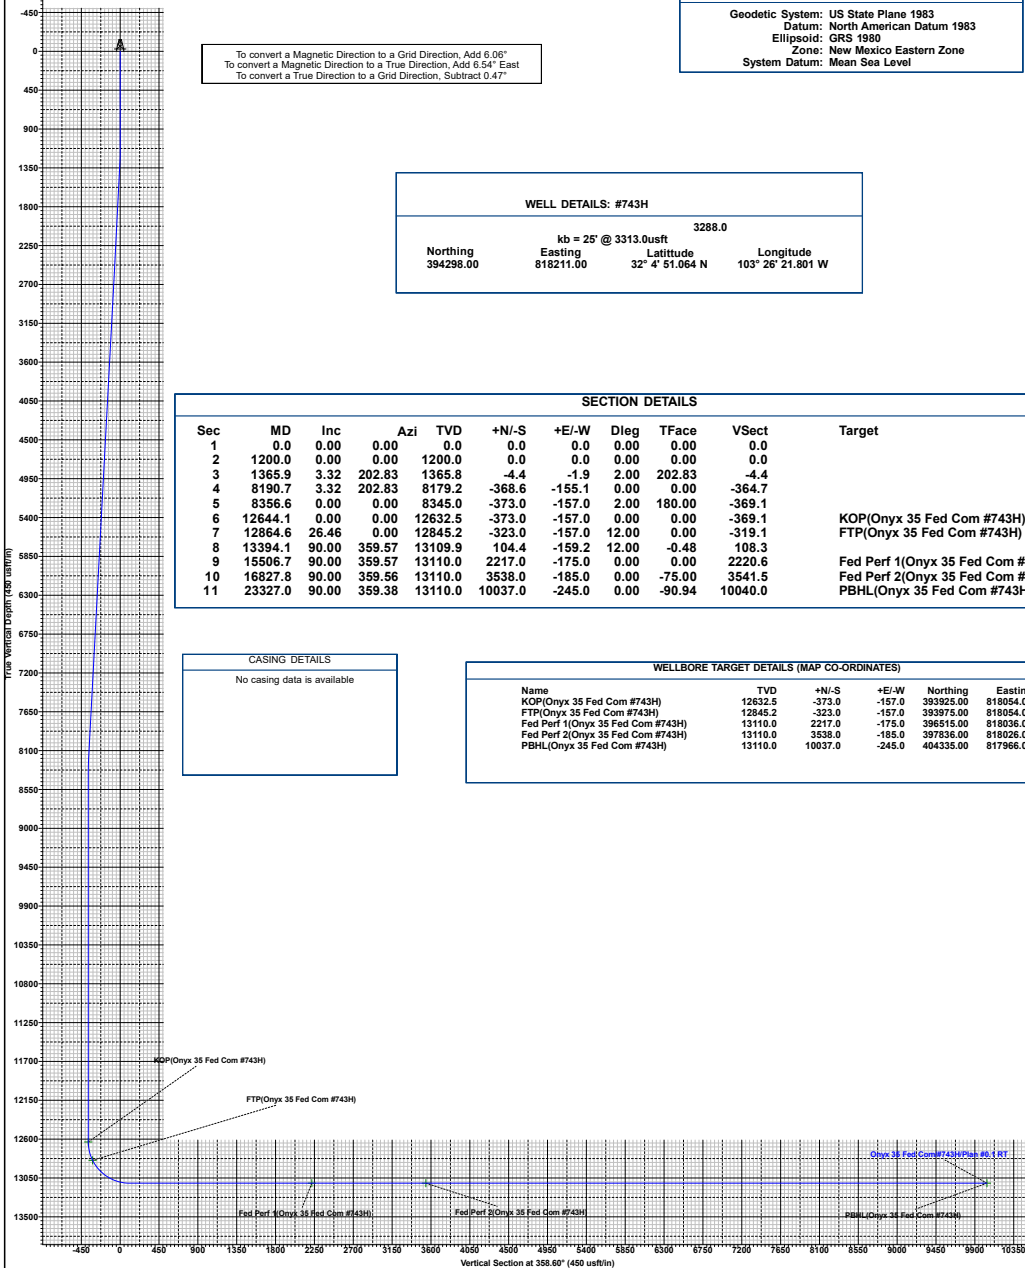 Geodetic System: US State Plane 1983
Datum: North American Datum 1983
Ellipsoid: GRS 1980
Zone: New Mexico Eastern Zone
System Datum: Mean Sea Level
To convert a Magnetic Direction to a Grid Direction, Add 6.06°
To convert a Magnetic Direction to a True Direction, Add 6.54° East
To convert a True Direction to a Grid Direction, Subtract 0.47°
WELL DETAILS: #743H
3288.0
kb = 25' @ 3313.0usft
Northing Easting Latittude Longitude
394298.00 818211.00 32° 4' 51.064 N 103° 26' 21.801 W
SECTION DETAILS
Sec MD Inc Azi TVD +N/-S +E/-W Dleg TFace VSect Target
1 0.0 0.00 0.00 0.0 0.0 0.0 0.00 0.00 0.0
2 1200.0 0.00 0.00 1200.0 0.0 0.0 0.00 0.00 0.0
3 1365.9 3.32 202.83 1365.8 -4.4 -1.9 2.00 202.83 -4.4
4 8190.7 3.32 202.83 8179.2 -368.6 -155.1 0.00 0.00 -364.7
5 8356.6 0.00 0.00 8345.0 -373.0 -157.0 2.00 180.00 -369.1
6 12644.1 0.00 0.00 12632.5 -373.0 -157.0 0.00 0.00 -369.1 KOP(Onyx 35 Fed Com #743H)
7 12864.6 26.46 0.00 12845.2 -323.0 -157.0 12.00 0.00 -319.1 FTP(Onyx 35 Fed Com #743H)
8 13394.1 90.00 359.57 13109.9 104.4 -159.2 12.00 -0.48 108.3
9 15506.7 90.00 359.57 13110.0 2217.0 -175.0 0.00 0.00 2220.6 Fed Perf 1(Onyx 35 Fed Com #
10 16827.8 90.00 359.56 13110.0 3538.0 -185.0 0.00 -75.00 3541.5 Fed Perf 2(Onyx 35 Fed Com #
11 23327.0 90.00 359.38 13110.0 10037.0 -245.0 0.00 -90.94 10040.0 PBHL(Onyx 35 Fed Com #743H
CASING DETAILS
No casing data is available
WELLBORE TARGET DETAILS (MAP CO-ORDINATES)
Name TVD +N/-S +E/-W Northing Eastin
KOP(Onyx 35 Fed Com #743H) 12632.5 -373.0 -157.0 393925.00 818054.0
FTP(Onyx 35 Fed Com #743H) 12845.2 -323.0 -157.0 393975.00 818054.0
Fed Perf 1(Onyx 35 Fed Com #743H) 13110.0 2217.0 -175.0 396515.00 818036.0
Fed Perf 2(Onyx 35 Fed Com #743H) 13110.0 3538.0 -185.0 397836.00 818026.0
PBHL(Onyx 35 Fed Com #743H) 13110.0 10037.0 -245.0 404335.00 817966.0
True Vertical Depth (450 usft/in)
-450
0
450
900
1350
1800
2250
2700
3150
3600
4050
4500
4950
5400
5850
6300
6750
7200
7650
8100
8550
9000
9450
9900
10350
10800
11250
11700
12150
12600
13050
13500
KOP(Onyx 35 Fed Com #743H)
FTP(Onyx 35 Fed Com #743H)
Onyx 35 Fed Com#743H/Plan #0.1 RT
Fed Perf 1(Onyx 35 Fed Com #743H)
Fed Perf 2(Onyx 35 Fed Com #743H)
PBHL(Onyx 35 Fed Com #743H)
-450 0 450 900 1350 1800 2250 2700 3150 3600 4050 4500 4950 5400 5850 6300 6750 7200 7650 8100 8550 9000 9450 9900 10350
Vertical Section at 358.60° (450 usft/in)